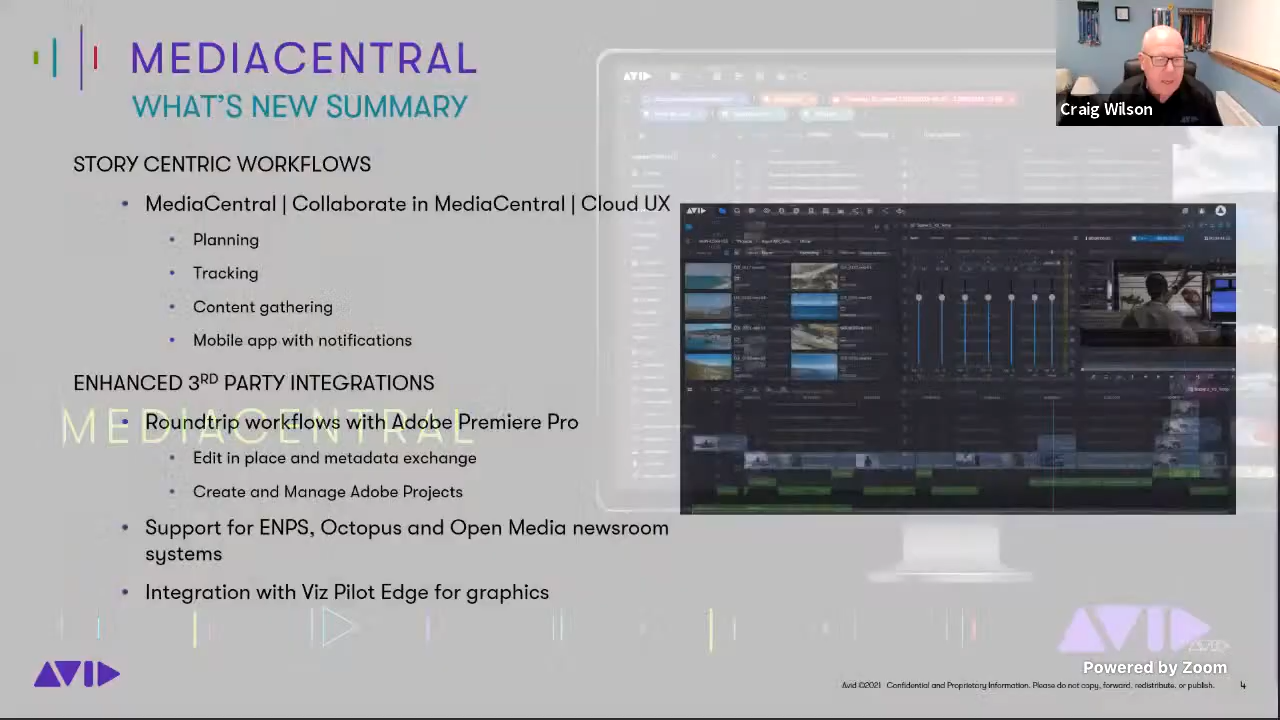 MEDIACENTRAL
WHAT'S NEW SUMMARY
Craig Wilson
STORY CENTRIC WORKFLOWS
• MediaCentral | Collaborate in MediaCentral | Cloud UX
• Planning
• Tracking
• Content gathering
• Mobile app with notifications
ENHANCED 3RD PARTY INTEGRATIONS
MEDIACENTRAL
• Roundtrip workflows with Adobe Premiere Pro
• Edit in place and metadata exchange
• Create and Manage Adobe Projects
• Support for ENPS, Octopus and Open Media newsroom
systems
• Integration with Viz Pilot Edge for graphics
AVID
AVID
AVID
AVID
Powered by Zoom
Avid ©2021 Confidential and Proprietary Information. Please do not copy, forward, redistribute, or publish.
4